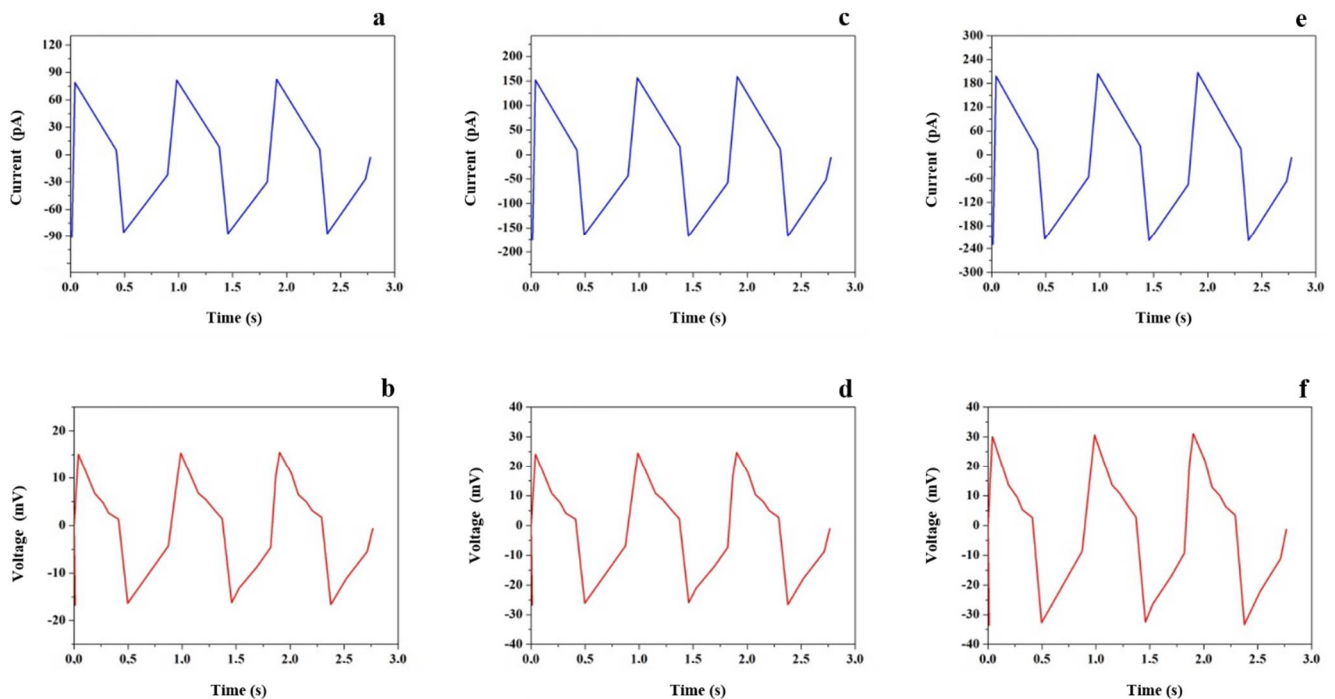 a
Current (pA)
120
90
60
30
0
-30
-60
-90
0.0 0.5 1.0 1.5 2.0 2.5 3.0
Time (s)
c
Current (pA)
200
150
100
50
0
-50
-100
-150
-200
0.0 0.5 1.0 1.5 2.0 2.5 3.0
Time (s)
e
Current (pA)
300
240
180
120
60
0
-60
-120
-180
-240
-300
0.0 0.5 1.0 1.5 2.0 2.5 3.0
Time (s)
b
Voltage (mV)
20
10
0
-10
-20
0.0 0.5 1.0 1.5 2.0 2.5 3.0
Time (s)
d
Voltage (mV)
40
30
20
10
0
-10
-20
-30
-40
0.0 0.5 1.0 1.5 2.0 2.5 3.0
Time (s)
f
Voltage (mV)
40
30
20
10
0
-10
-20
-30
-40
0.0 0.5 1.0 1.5 2.0 2.5 3.0
Time (s)